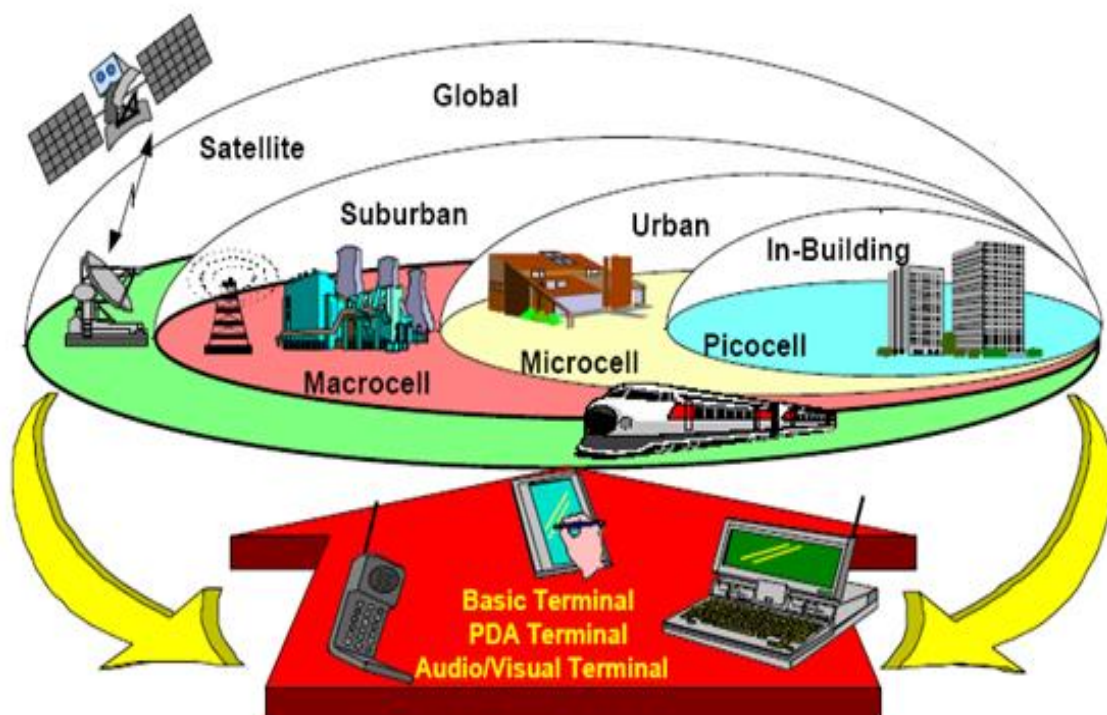 Global
Satellite
Suburban
Urban
In-Building
Picocell
Microcell
Macrocell
Basic Terminal
PDA Terminal
Audio/Visual Terminal